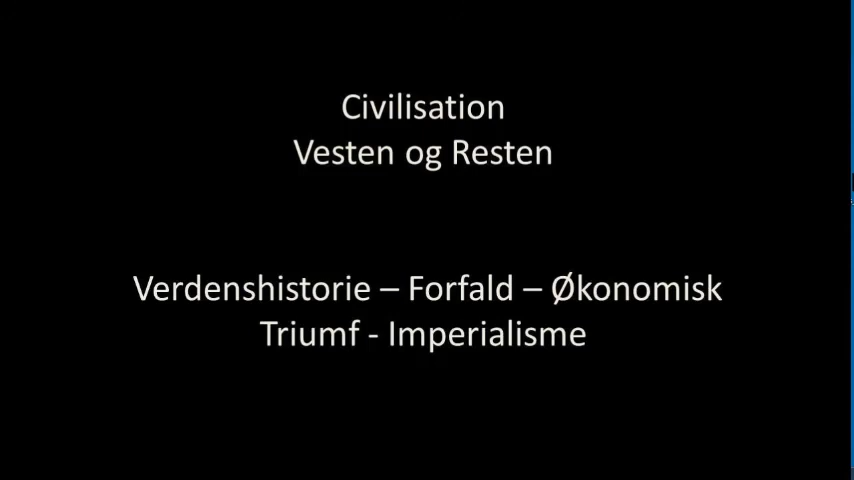 Civilisation
Vesten og Resten
Verdenshistorie – Forfald – Økonomisk
Triumf - Imperialisme